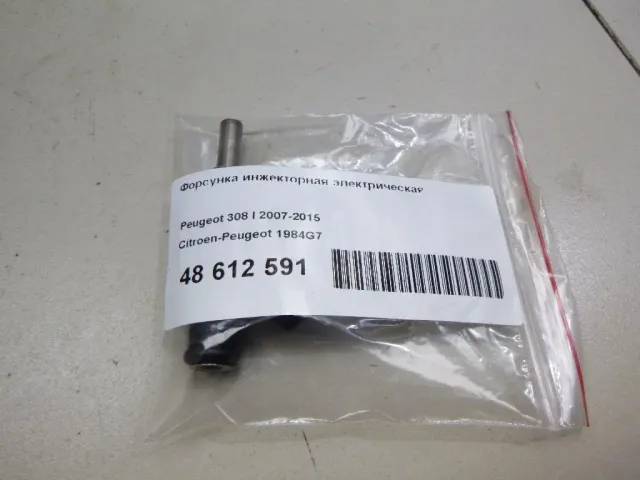 Форсунка инжекторная электрическая
Peugeot 308 I 2007-2015
Citroen-Peugeot 1984G7
48 612 591